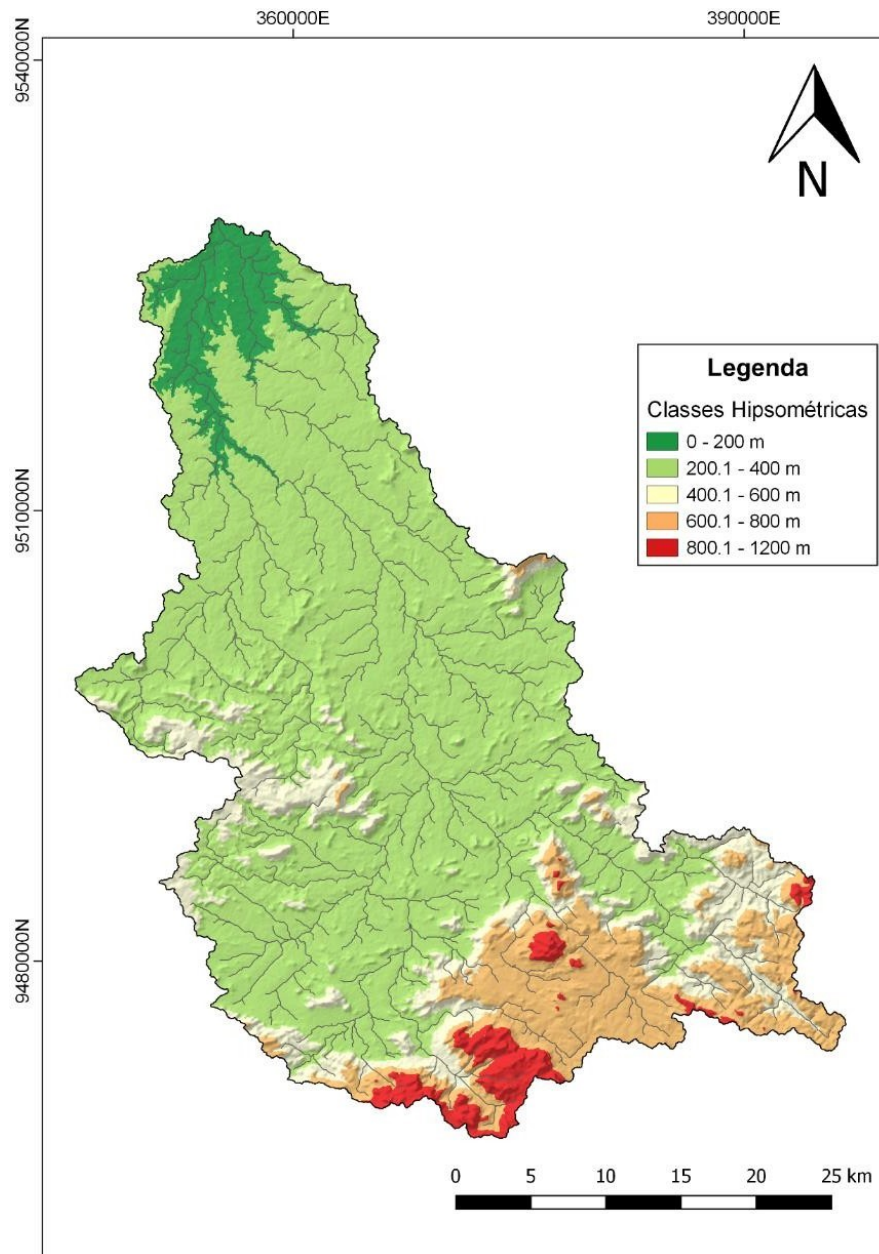 360000E
390000E
9540000N
N
Legenda
Classes Hipsométricas
0 - 200 m
200.1 - 400 m
400.1 - 600 m
600.1 - 800 m
800.1 - 1200 m
9510000N
9480000N
0 5 10 15 20 25 km